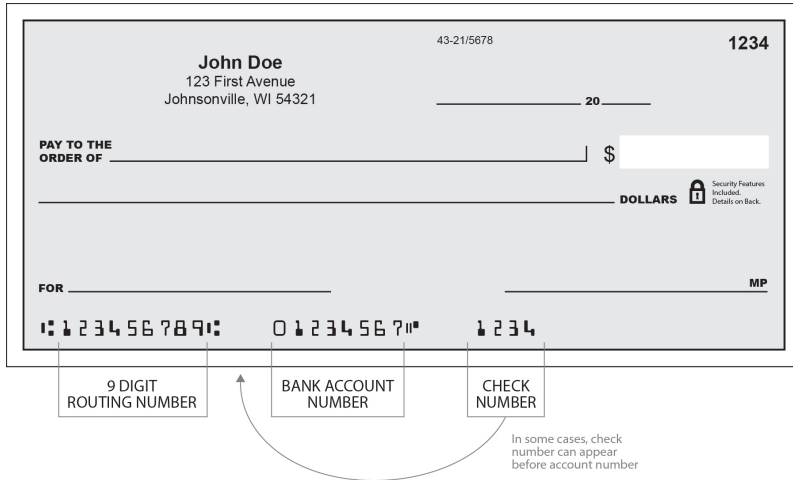 43-21/5678
1234
John Doe
123 First Avenue
Johnsonville, WI 54321
20
PAY TO THE
ORDER OF
$
DOLLARS
Security Features
Included.
Details on Back.
FOR
MP
⑆123456789⑆ 01234567⑈ 1234
9 DIGIT
ROUTING NUMBER
BANK ACCOUNT
NUMBER
CHECK
NUMBER
In some cases, check
number can appear
before account number